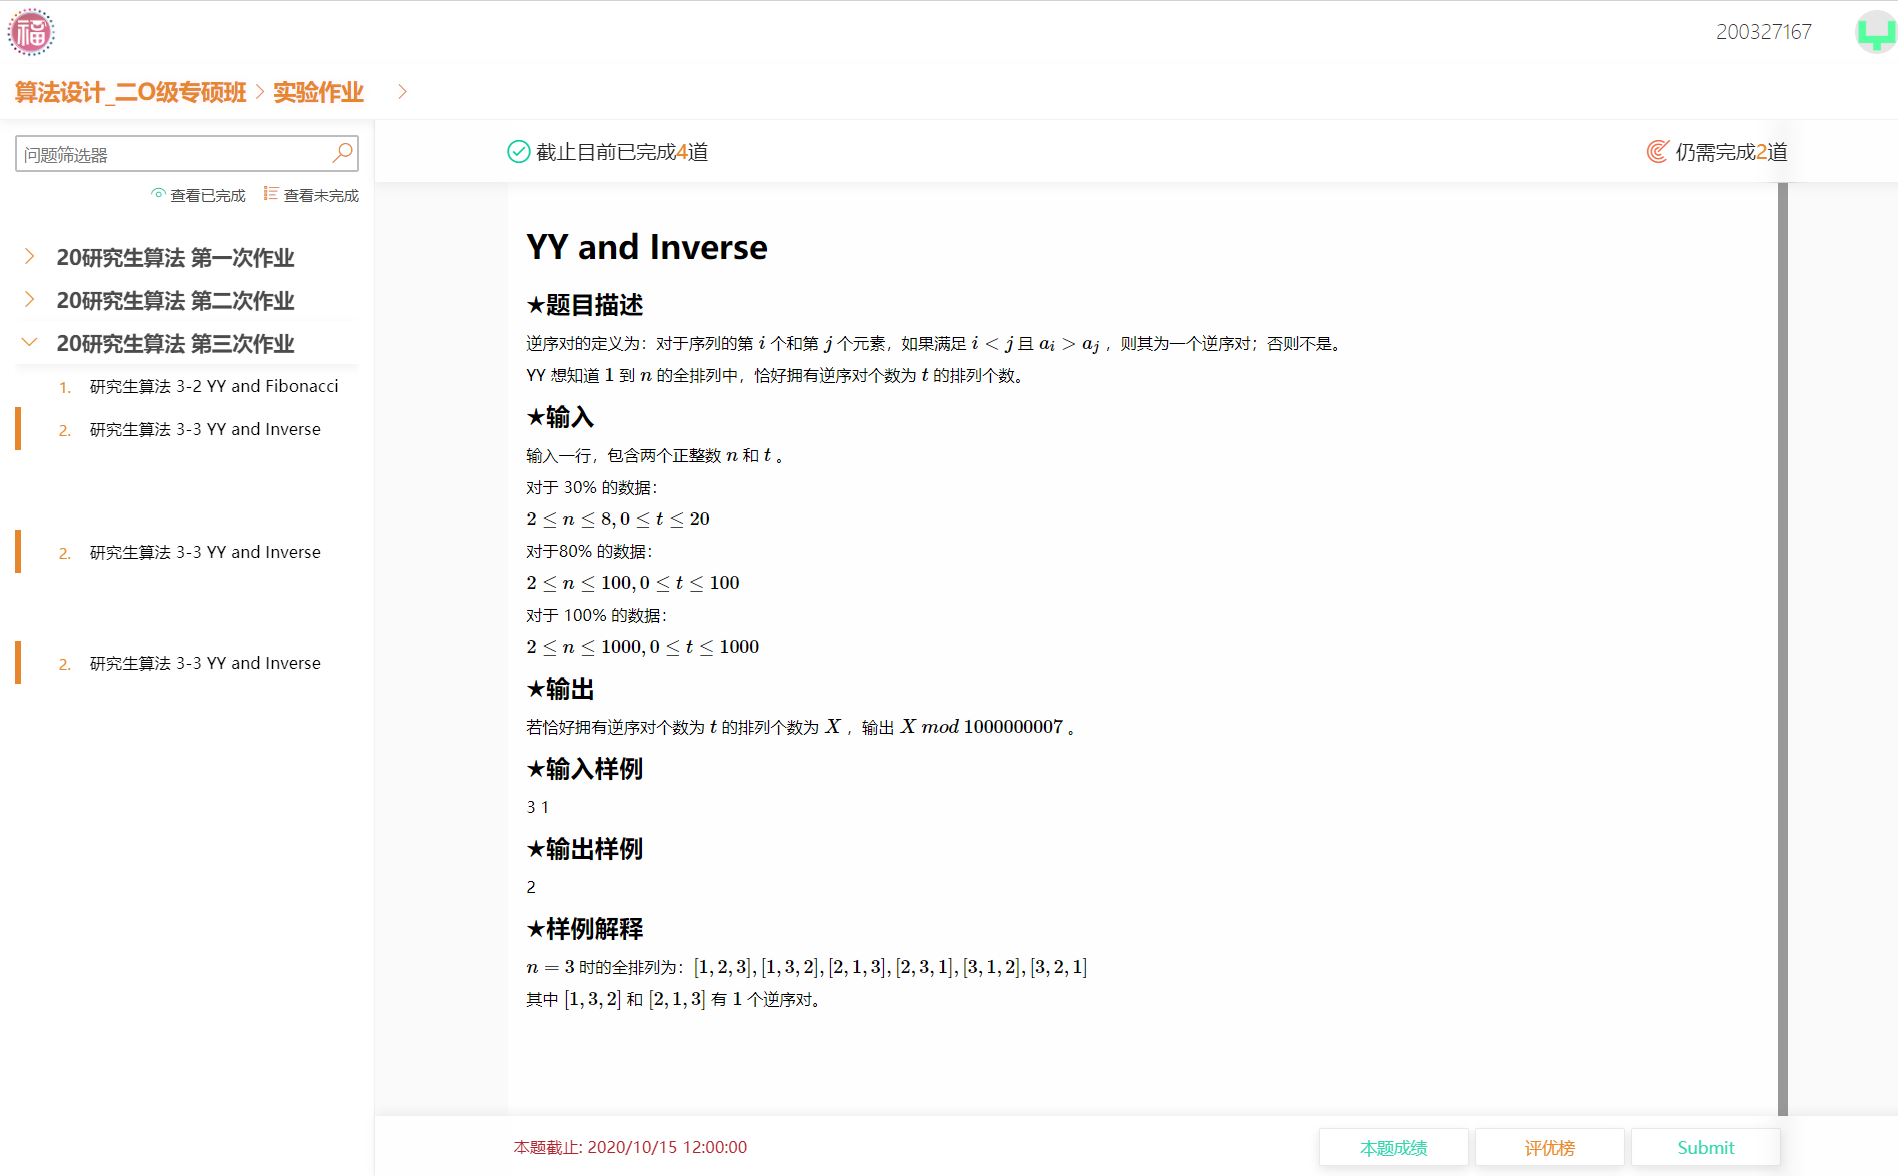 福
200327167
算法设计_二O级专硕班 > 实验作业 >
问题筛选器
查看已完成 查看未完成
20研究生算法 第一次作业
20研究生算法 第二次作业
20研究生算法 第三次作业
1. 研究生算法 3-2 YY and Fibonacci
2. 研究生算法 3-3 YY and Inverse
2. 研究生算法 3-3 YY and Inverse
2. 研究生算法 3-3 YY and Inverse
截止目前已完成4道
仍需完成2道
YY and Inverse
★题目描述
逆序对的定义为：对于序列的第 i 个和第 j 个元素，如果满足 i < j 且 a_i > a_j ，则其为一个逆序对；否则不是。
YY 想知道 1 到 n 的全排列中，恰好拥有逆序对个数为 t 的排列个数。
★输入
输入一行，包含两个正整数 n 和 t 。
对于 30% 的数据：
2 ≤ n ≤ 8, 0 ≤ t ≤ 20
对于80% 的数据：
2 ≤ n ≤ 100, 0 ≤ t ≤ 100
对于 100% 的数据：
2 ≤ n ≤ 1000, 0 ≤ t ≤ 1000
★输出
若恰好拥有逆序对个数为 t 的排列个数为 X ，输出 X mod 1000000007 。
★输入样例
3 1
★输出样例
2
★样例解释
n = 3 时的全排列为：[1, 2, 3], [1, 3, 2], [2, 1, 3], [2, 3, 1], [3, 1, 2], [3, 2, 1]
其中 [1, 3, 2] 和 [2, 1, 3] 有 1 个逆序对。
本题截止: 2020/10/15 12:00:00
本题成绩
评优榜
Submit